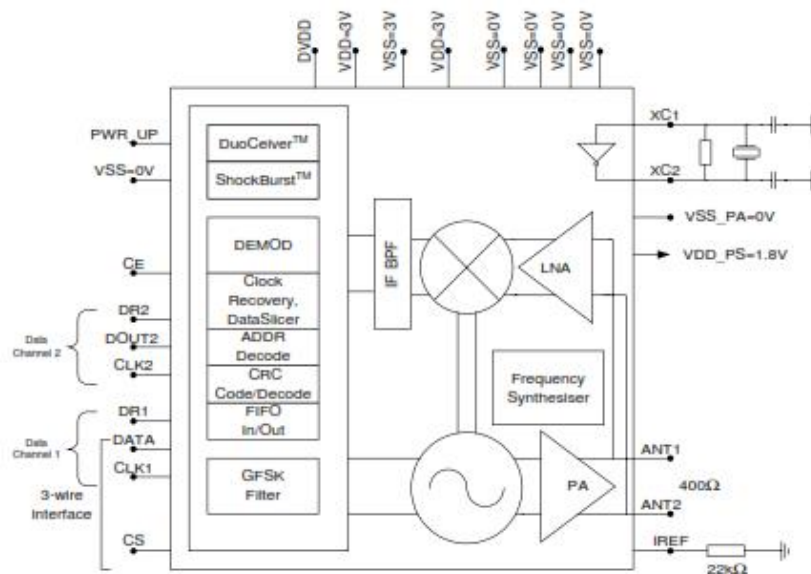 DVDD
VDD=3V
VSS=3V
VDD=3V
VSS=0V
VSS=0V
VSS=0V
VSS=0V
PWR_UP
VSS=0V
CE
DR2
DOUT2
CLK2
Data
Channel 2
DR1
DATA
CLK1
Data
Channel 1
3-wire
Interface
CS
DuoCeiver™
ShockBurst™
DEMOD
Clock
Recovery,
DataSlicer
ADDR
Decode
CRC
Code/Decode
FIFO
In/Out
GFSK
Filter
IF BPF
LNA
Frequency
Synthesiser
PA
XC1
XC2
VSS_PA=0V
VDD_PS=1.8V
ANT1
400Ω
ANT2
IREF
22kΩ